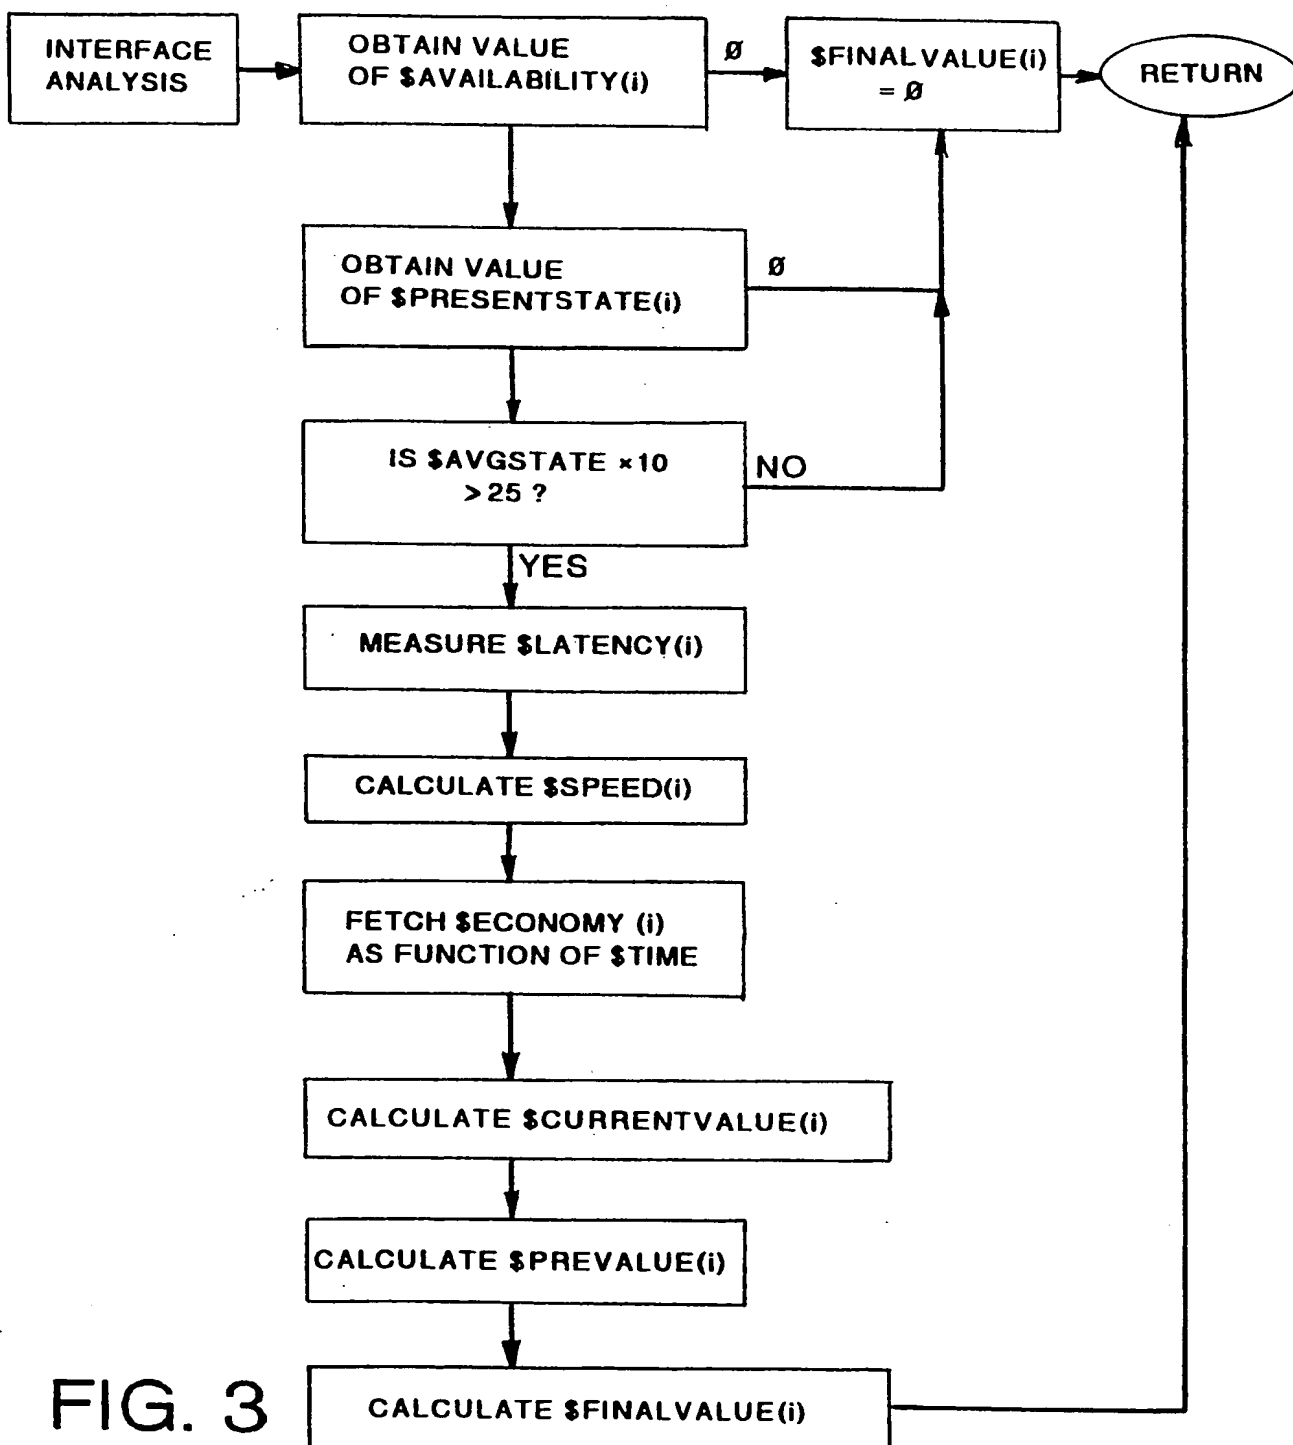 INTERFACE
ANALYSIS
OBTAIN VALUE
OF $AVAILABILITY(i)
Ø
$FINALVALUE(i)
= Ø
RETURN
OBTAIN VALUE
OF $PRESENTSTATE(i)
Ø
IS $AVGSTATE ×10
> 25 ?
NO
YES
MEASURE $LATENCY(i)
CALCULATE $SPEED(i)
FETCH $ECONOMY (i)
AS FUNCTION OF $TIME
CALCULATE $CURRENTVALUE(i)
CALCULATE $PREVALUE(i)
CALCULATE $FINALVALUE(i)
FIG. 3